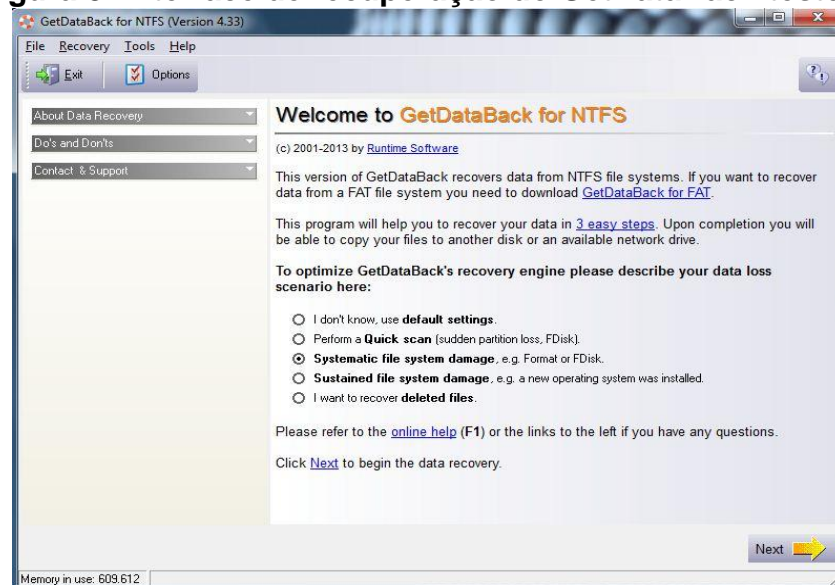 de
GetDataBack for NTFS (Version 4.33)
File Recovery Tools Help
Exit Options
About Data Recovery
Do's and Don'ts
Contact & Support
Welcome to GetDataBack for NTFS
(c) 2001-2013 by Runtime Software
This version of GetDataBack recovers data from NTFS file systems. If you want to recover
data from a FAT file system you need to download GetDataBack for FAT.
This program will help you to recover your data in 3 easy steps. Upon completion you will
be able to copy your files to another disk or an available network drive.
To optimize GetDataBack's recovery engine please describe your data loss
scenario here:
I don't know, use default settings.
Perform a Quick scan (sudden partition loss, FDisk).
Systematic file system damage, e.g. Format or FDisk.
Sustained file system damage, e.g. a new operating system was installed.
I want to recover deleted files.
Please refer to the online help (F1) or the links to the left if you have any questions.
Click Next to begin the data recovery.
Next
Memory in use: 609.612